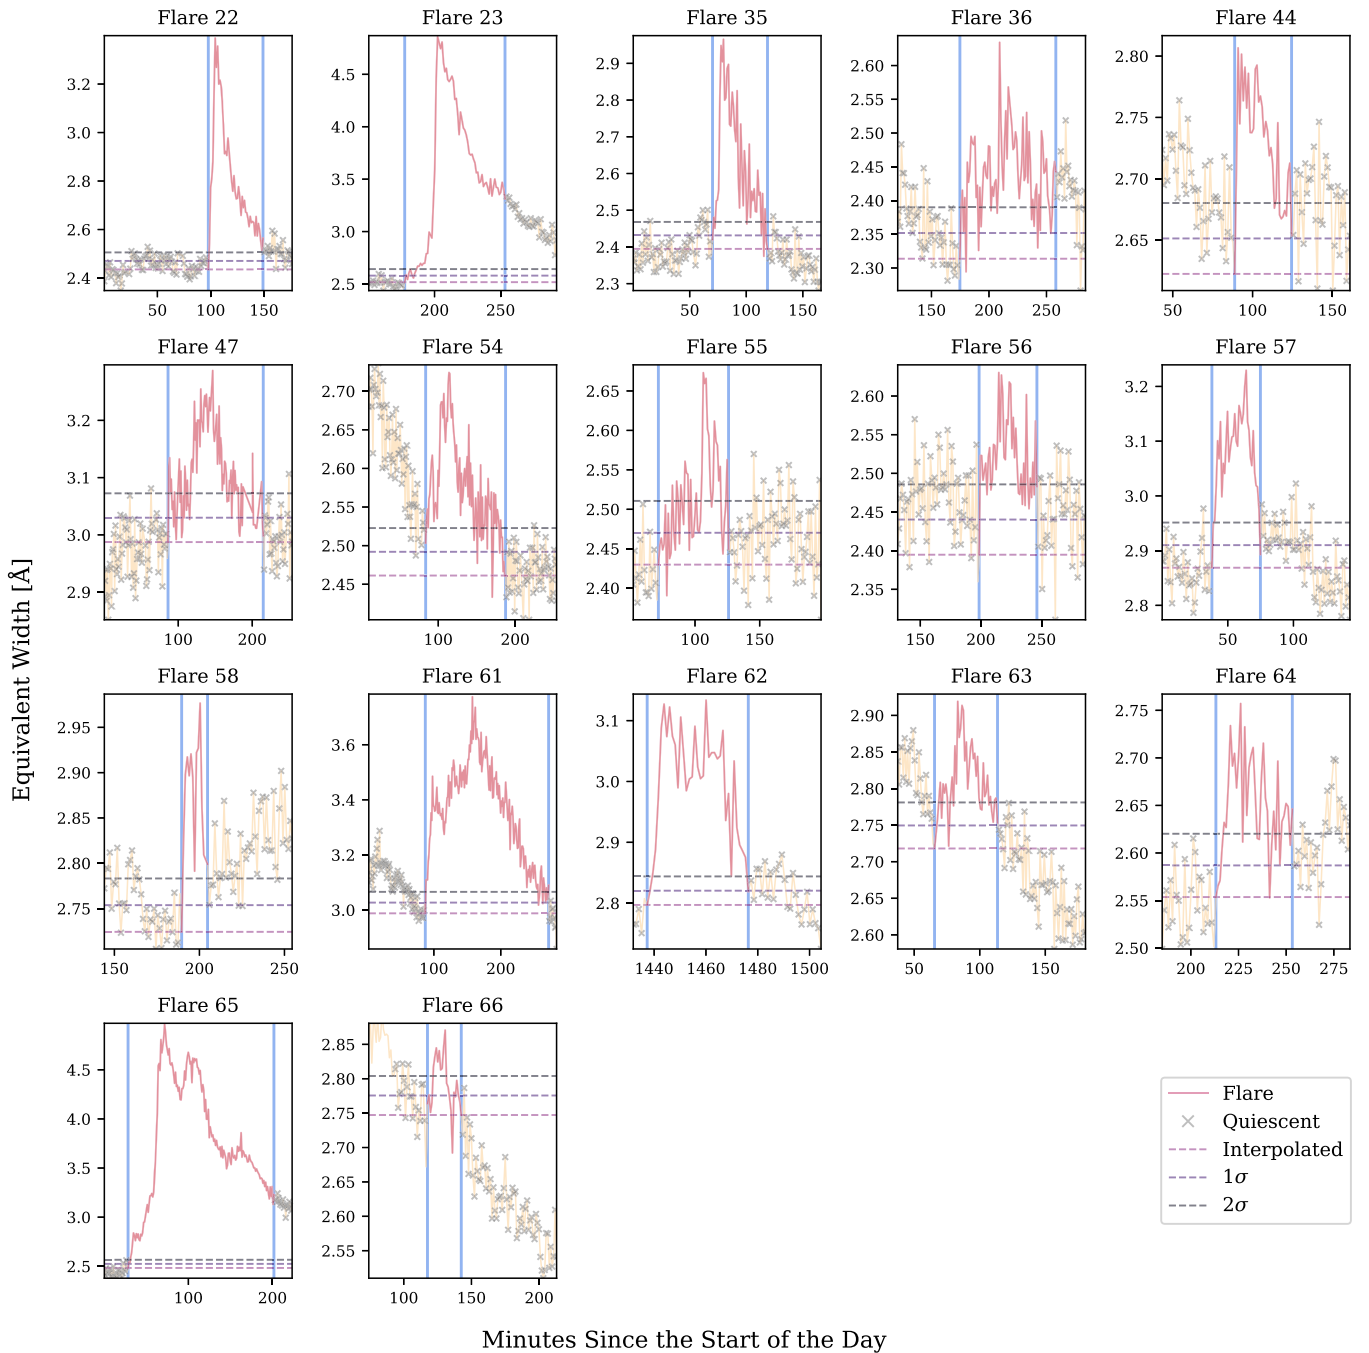 Flare 22 Flare 23 Flare 35 Flare 36 Flare 44
3.2 3.0 2.8 2.6 2.4
50 100 150
4.5 4.0 3.5 3.0 2.5
200 250
2.9 2.8 2.7 2.6 2.5 2.4 2.3
50 100 150
2.60 2.55 2.50 2.45 2.40 2.35 2.30
150 200 250
2.80 2.75 2.70 2.65
50 100 150
Flare 47 Flare 54 Flare 55 Flare 56 Flare 57
3.2 3.1 3.0 2.9
100 200
2.70 2.65 2.60 2.55 2.50 2.45
100 200
2.65 2.60 2.55 2.50 2.45 2.40
100 150
2.60 2.55 2.50 2.45 2.40 2.35
150 200 250
3.2 3.1 3.0 2.9 2.8
50 100
Equivalent Width [Å]
Flare 58 Flare 61 Flare 62 Flare 63 Flare 64
2.95 2.90 2.85 2.80 2.75
150 200 250
3.6 3.4 3.2 3.0
100 200
3.1 3.0 2.9 2.8
1440 1460 1480 1500
2.90 2.85 2.80 2.75 2.70 2.65 2.60
50 100 150
2.75 2.70 2.65 2.60 2.55 2.50
200 225 250 275
Flare 65 Flare 66
4.5 4.0 3.5 3.0 2.5
100 200
2.85 2.80 2.75 2.70 2.65 2.60 2.55
100 150 200
Flare
Quiescent
Interpolated
1σ
2σ
Minutes Since the Start of the Day